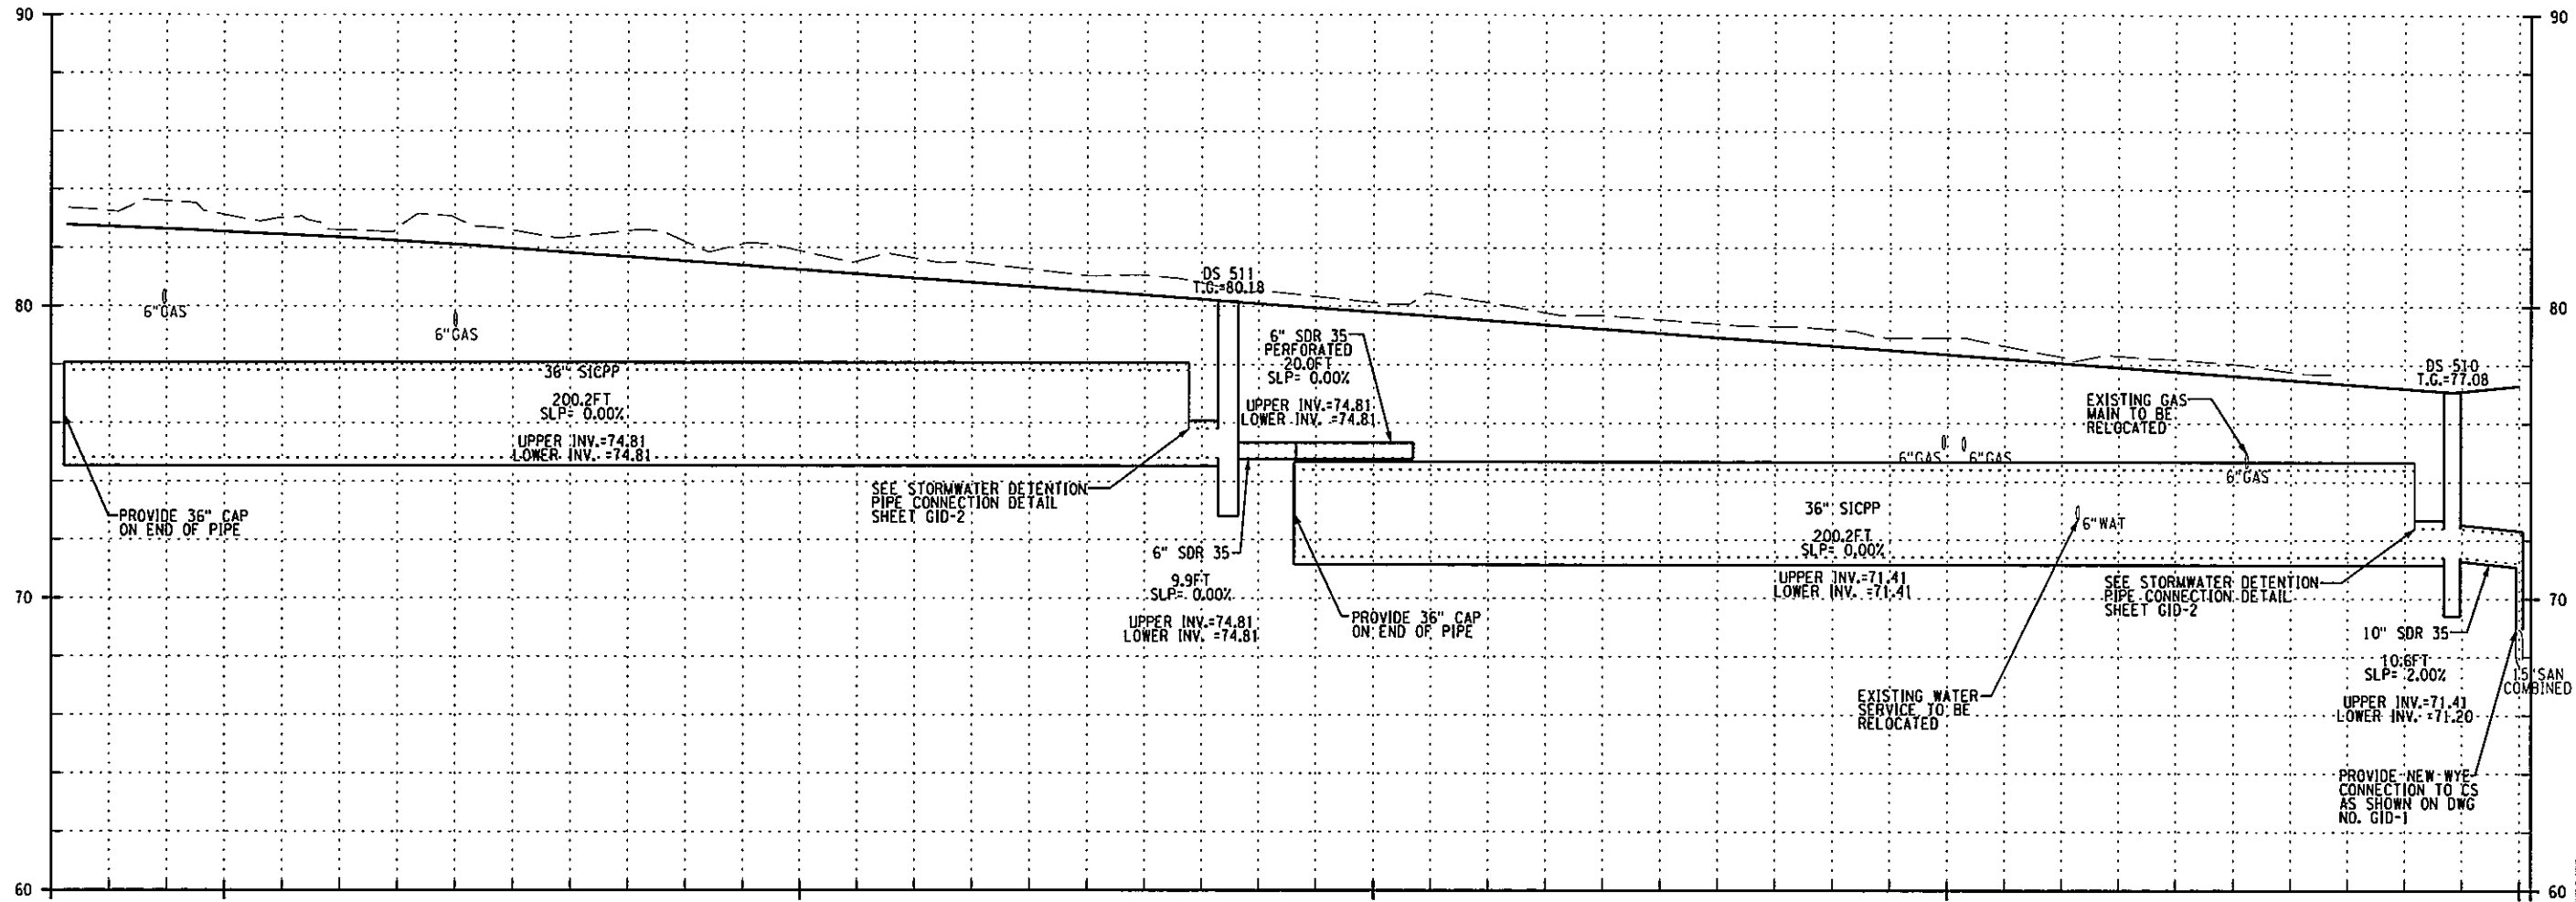 90
90
DS 511
T.G.=80.18
80
6"GAS
6"GAS
80
6" SDR 35
PERFORATED
20.0FT
SLP= 0.00%
UPPER INV.=74.81
LOWER INV. =74.81
DS 510
T.G.=77.08
36" SICPP
200.2FT
SLP= 0.00%
UPPER INV.=74.81
LOWER INV. =74.81
EXISTING GAS
MAIN TO BE
RELOCATED
6"GAS
6"GAS
6"GAS
SEE STORMWATER DETENTION
PIPE CONNECTION DETAIL
SHEET GID-2
PROVIDE 36" CAP
ON END OF PIPE
36" SICPP
200.2FT
SLP= 0.00%
UPPER INV.=71.41
LOWER INV. =71.41
6"WAT
6" SDR 35
9.9FT
SLP= 0.00%
UPPER INV.=74.81
LOWER INV. =74.81
PROVIDE 36" CAP
ON END OF PIPE
SEE STORMWATER DETENTION
PIPE CONNECTION DETAIL
SHEET GID-2
70
70
10" SDR 35
10.6FT
SLP= 2.00%
UPPER INV.=71.41
LOWER INV. =71.20
15"SAN
COMBINED
EXISTING WATER
SERVICE TO BE
RELOCATED
PROVIDE NEW WYE
CONNECTION TO CS
AS SHOWN ON DWG
NO. GID-1
60
60